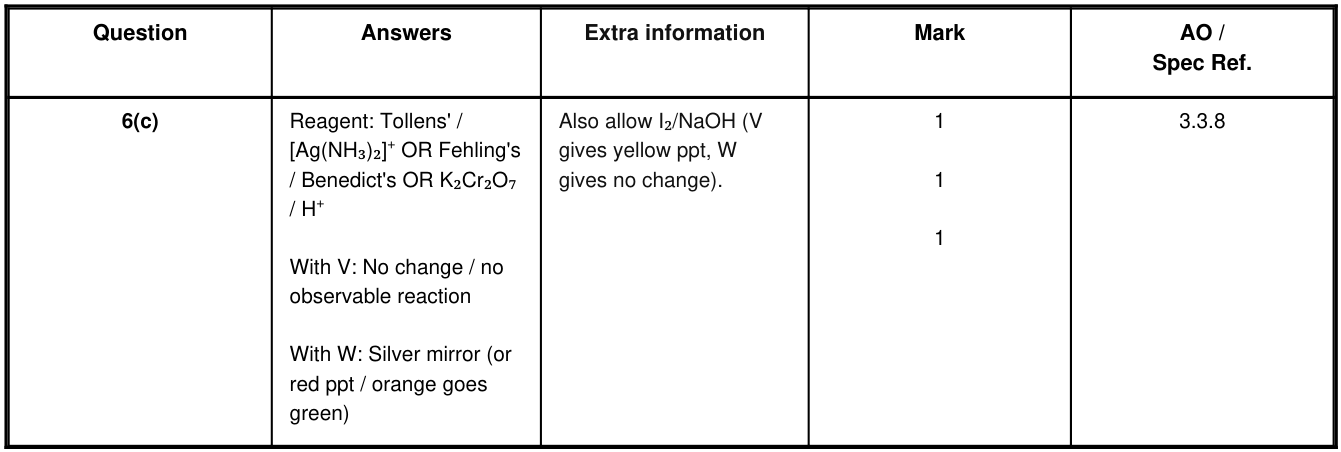 Question Answers Extra information Mark AO /
Spec Ref.
6(c)
Reagent: Tollens' /
[Ag(NH₃)₂]⁺ OR Fehling's
/ Benedict's OR K₂Cr₂O₇
/ H⁺
With V: No change / no
observable reaction
With W: Silver mirror (or
red ppt / orange goes
green)
Also allow I₂/NaOH (V
gives yellow ppt, W
gives no change).
1
1
1
3.3.8